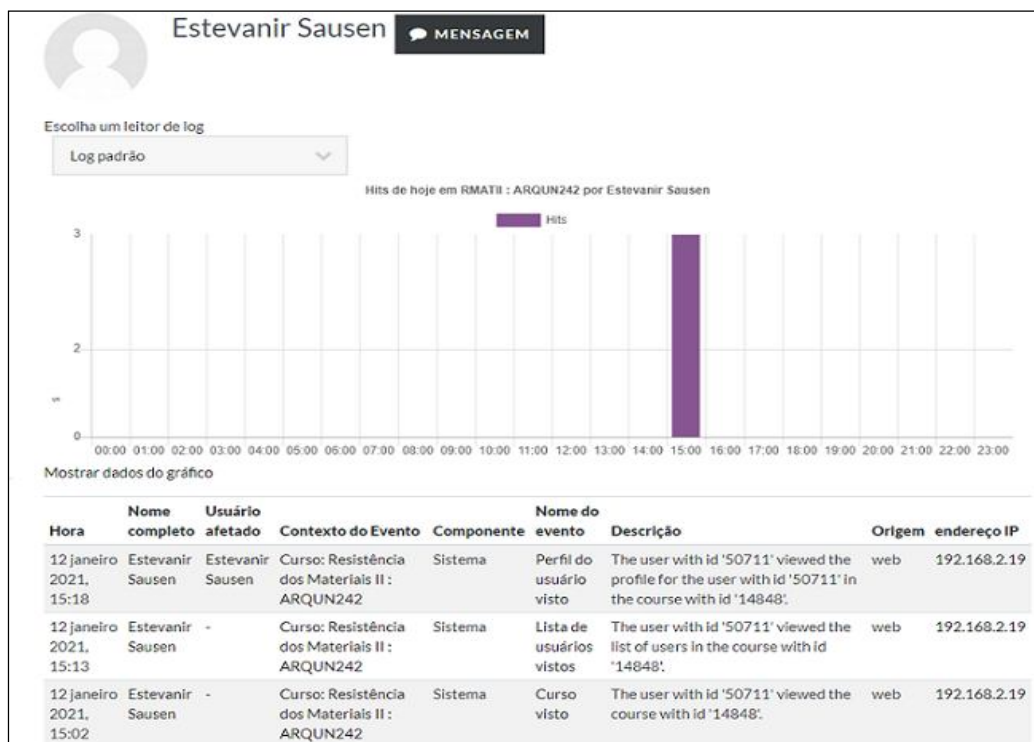 Estevanir Sausen
MENSAGEM
Escolha um leitor de log
Log padrão
Hits de hoje em RMATII : ARQUN242 por Estevanir Sausen
Hits
3
2
s
0
00:00 01:00 02:00 03:00 04:00 05:00 06:00 07:00 08:00 09:00 10:00 11:00 12:00 13:00 14:00 15:00 16:00 17:00 18:00 19:00 20:00 21:00 22:00 23:00
Mostrar dados do gráfico
Hora Nome completo Usuário afetado Contexto do Evento Componente Nome do evento Descrição Origem endereço IP
12 janeiro Estevanir Estevanir Curso: Resistência Sistema Perfil do The user with id '50711' viewed the web 192.168.2.19
2021, Sausen Sausen dos Materiais II : usuário profile for the user with id '50711' in
15:18 ARQUN242 visto the course with id '14848'.
12 janeiro Estevanir - Curso: Resistência Sistema Lista de The user with id '50711' viewed the web 192.168.2.19
2021, Sausen dos Materiais II : usuários list of users in the course with id
15:13 ARQUN242 vistos '14848'.
12 janeiro Estevanir - Curso: Resistência Sistema Curso The user with id '50711' viewed the web 192.168.2.19
2021, Sausen dos Materiais II : visto course with id '14848'.
15:02 ARQUN242